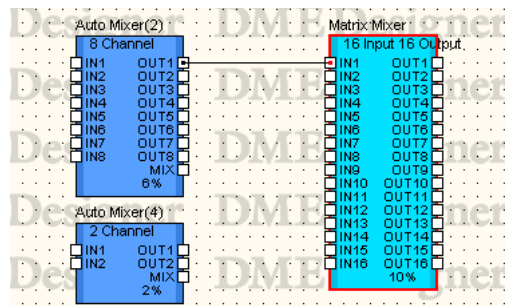 Auto Mixer(2)
8 Channel
IN1 OUT1
IN2 OUT2
IN3 OUT3
IN4 OUT4
IN5 OUT5
IN6 OUT6
IN7 OUT7
IN8 OUT8
MIX
6%
Auto Mixer(4)
2 Channel
IN1 OUT1
IN2 OUT2
MIX
2%
Matrix Mixer
16 Input 16 Output
IN1 OUT1
IN2 OUT2
IN3 OUT3
IN4 OUT4
IN5 OUT5
IN6 OUT6
IN7 OUT7
IN8 OUT8
IN9 OUT9
IN10 OUT10
IN11 OUT11
IN12 OUT12
IN13 OUT13
IN14 OUT14
IN15 OUT15
IN16 OUT16
10%